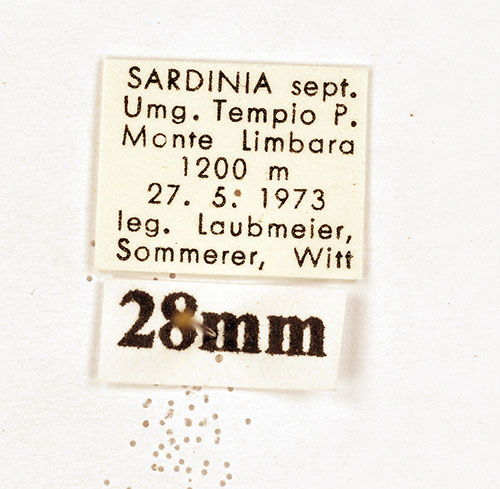 SARDINIA sept.
Umg. Tempio P.
Monte Limbara
1200 m
27. 5. 1973
leg. Laubmeier,
Sommerer, Witt
28mm